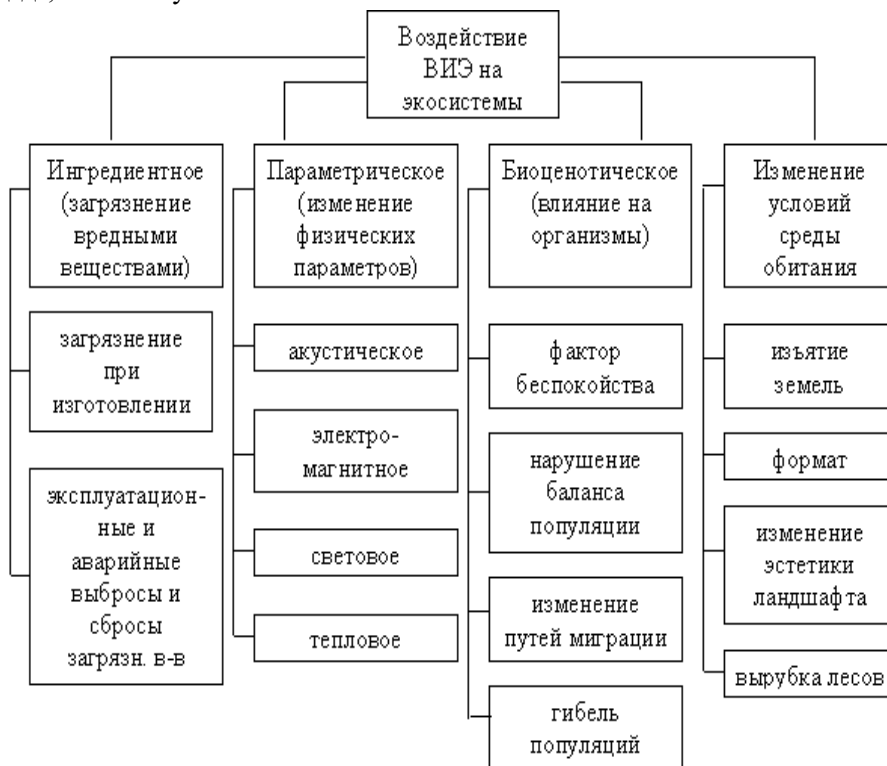 Воздействие
ВИЭ на
экосистемы
Ингредиентное
(загрязнение
вредными
веществами)
загрязнение
при
изготовлении
эксплуатацион-
ные и
аварийные
выбросы и
сбросы
загрязн. в-в
Параметрическое
(изменение
физических
параметров)
акустическое
электро-
магнитное
световое
тепловое
Биоценотическое
(влияние на
организмы)
фактор
беспокойства
нарушение
баланса
популяции
изменение
путей миграции
гибель
популяций
Изменение
условий
среды
обитания
изъятие
земель
формат
изменение
эстетики
ландшафта
вырубка лесов